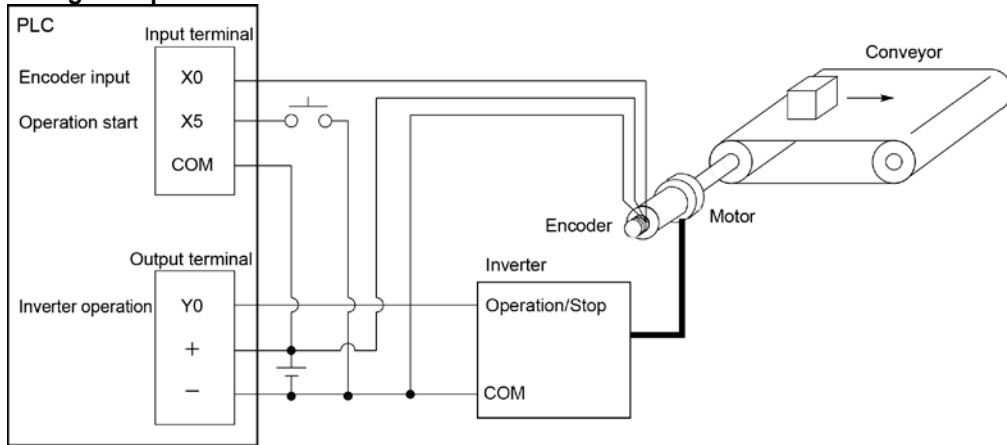 PLC
Input terminal
Encoder input
X0
Operation start
X5
COM
Output terminal
Inverter operation
Y0
+
−
Inverter
Operation/Stop
COM
Encoder
Motor
Conveyor